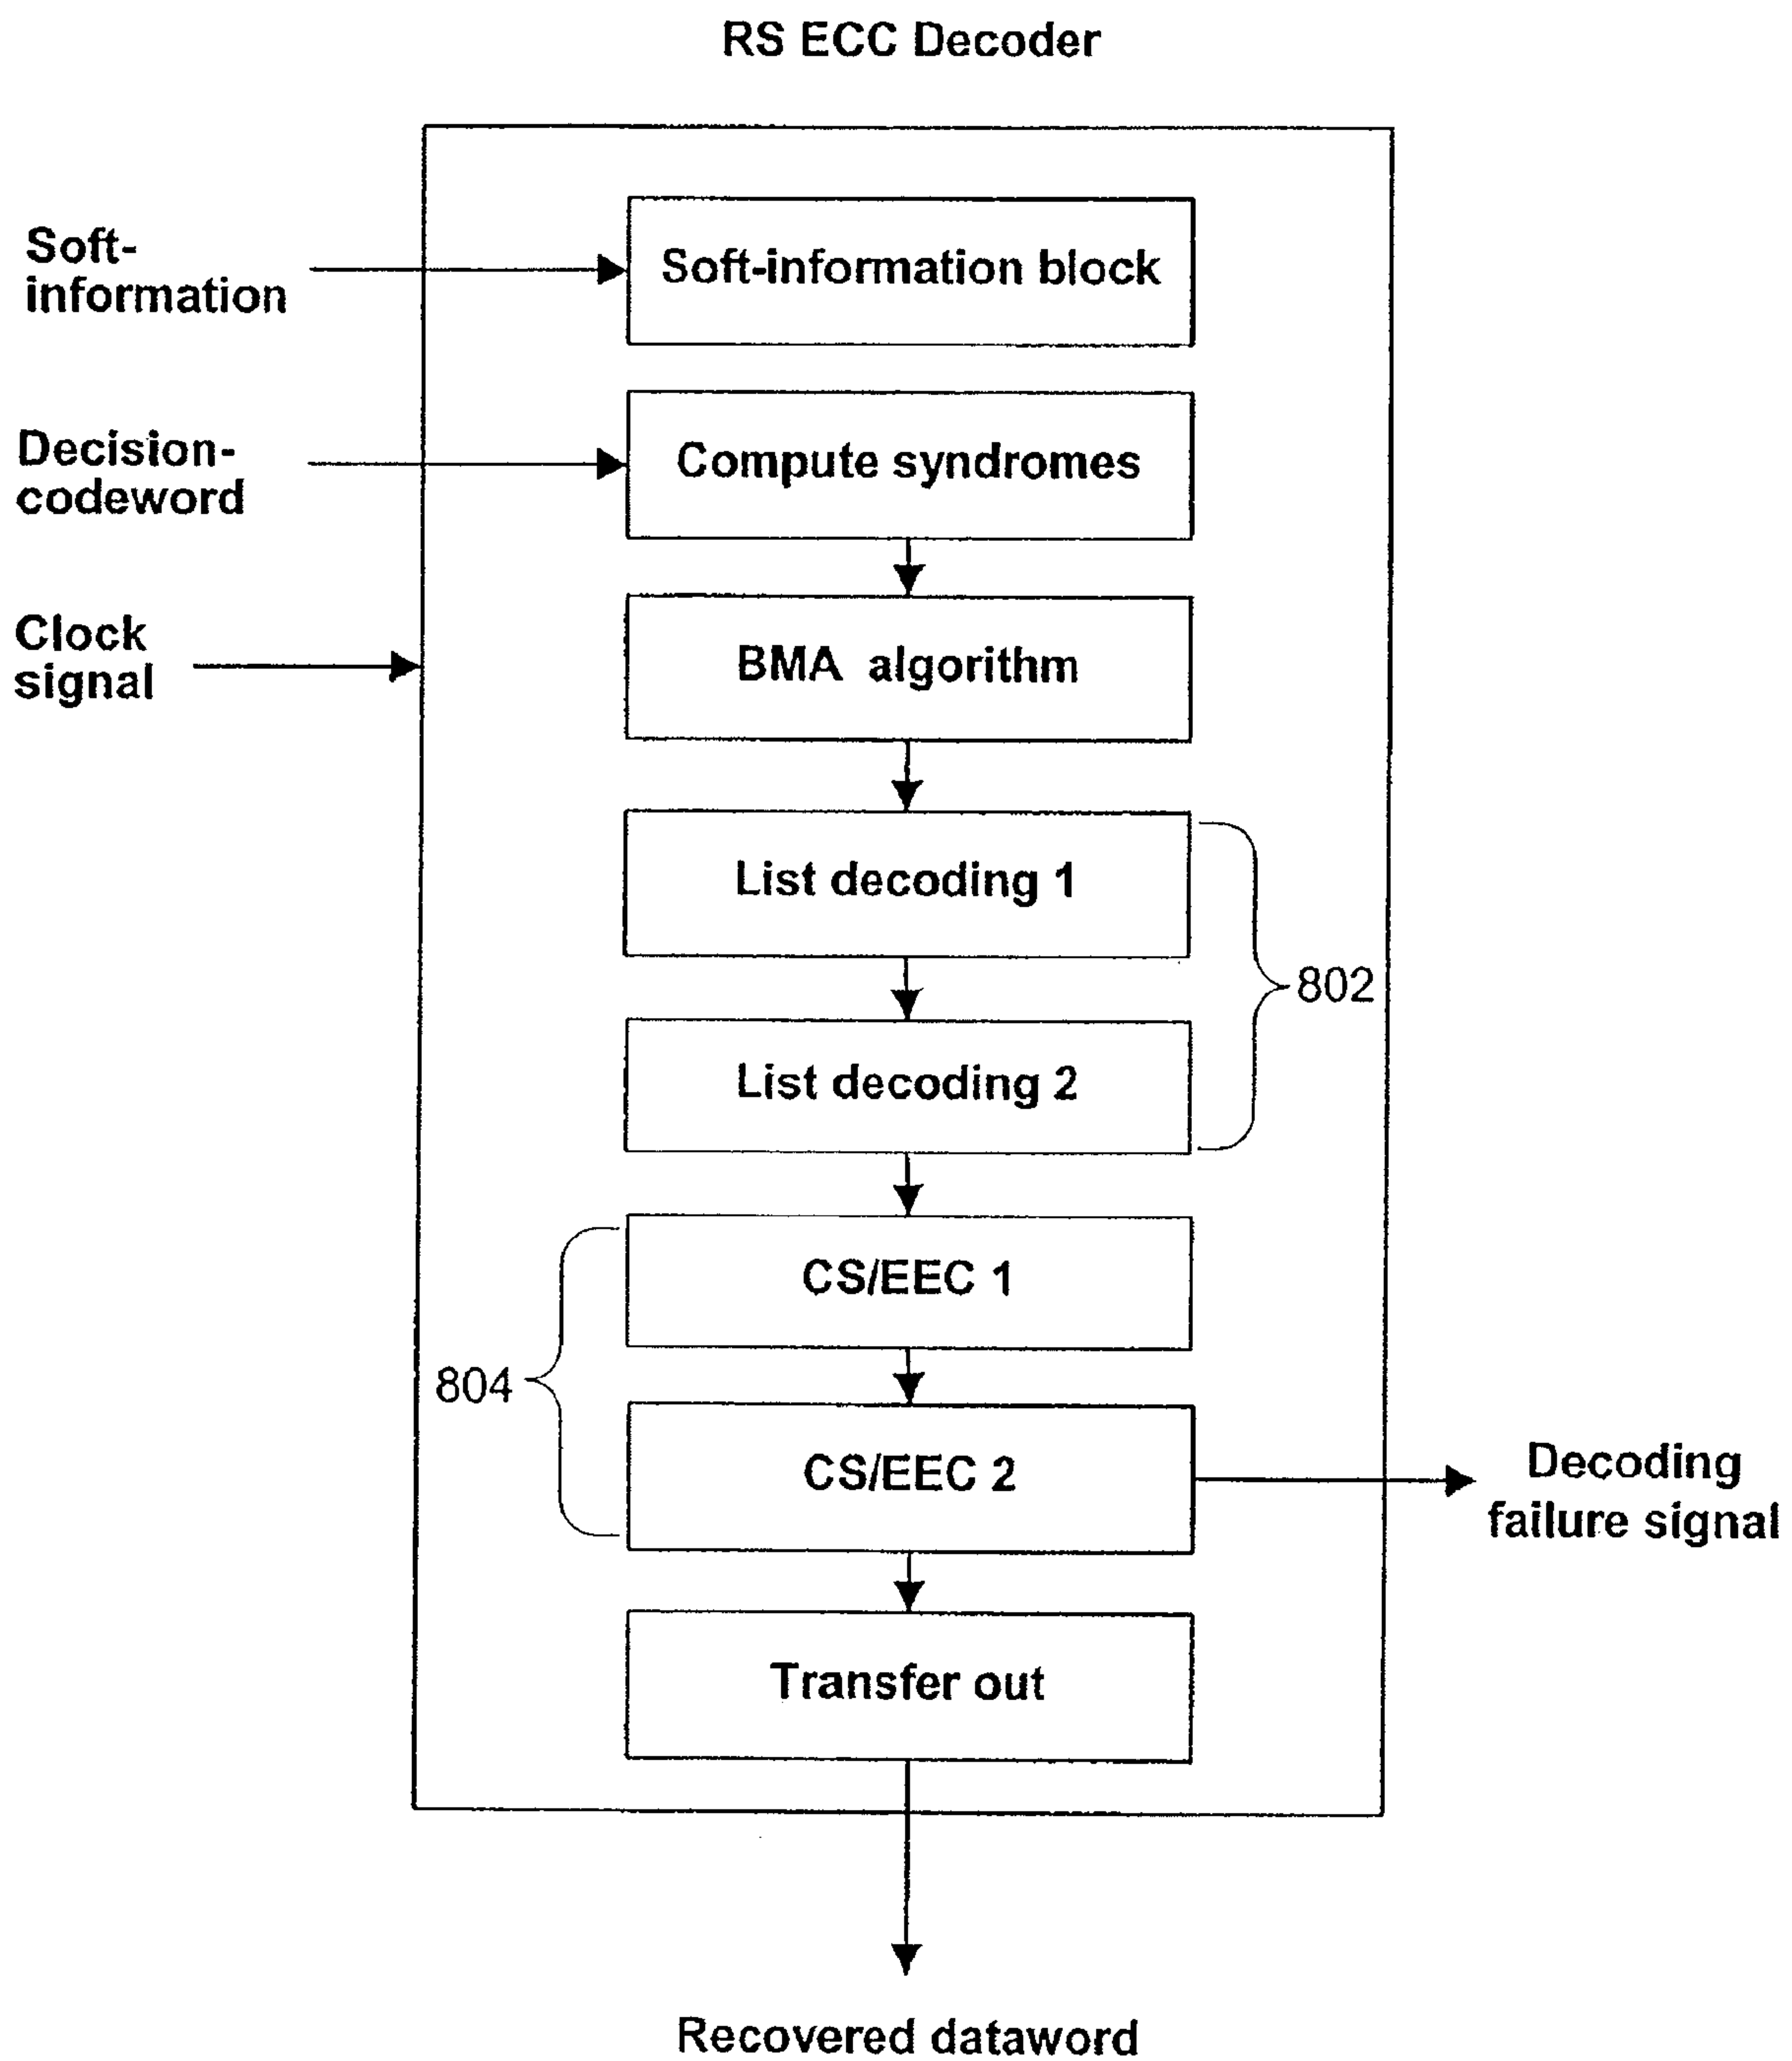 RS ECC Decoder
Soft-
information
Soft-information block
Decision-
codeword
Compute syndromes
Clock
signal
BMA algorithm
List decoding 1
802
List decoding 2
CS/EEC 1
804
CS/EEC 2
Decoding
failure signal
Transfer out
Recovered dataword